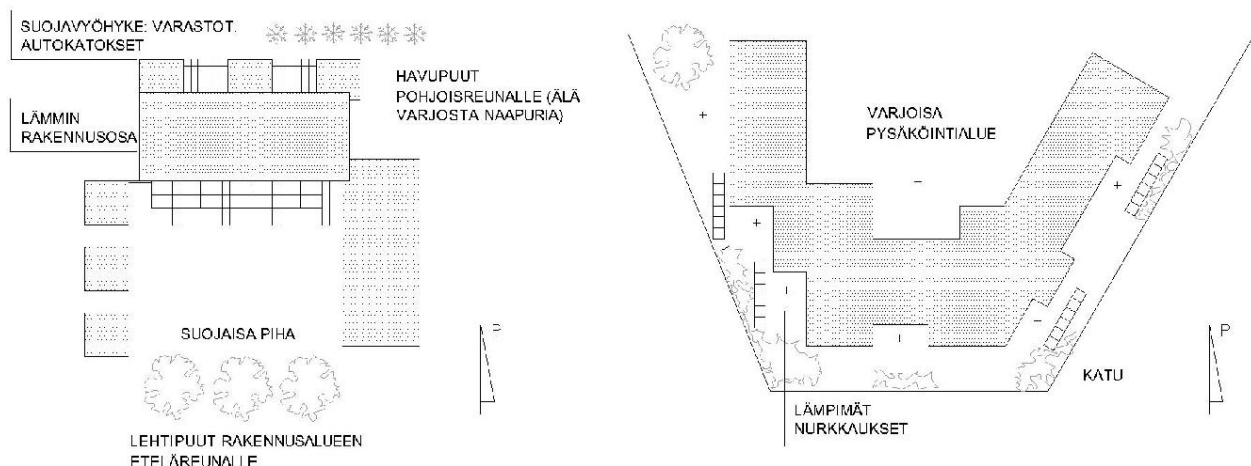 SUOJAVYÖHYKE: VARASTOT.
AUTOKATOKSET
HAVUPUUT
POHJOISREUNALLE (ÄLÄ
VARJOSTA NAAPURIA)
LÄMMIN
RAKENNUSOSA
SUOJAISA PIHA
P
LEHTIPUUT RAKENNUSALUEEN
ETELÄREUNALLE
VARJOISA
PYSÄKÖINTIALUE
P
KATU
LÄMPIMÄT
NURKKAUKSET